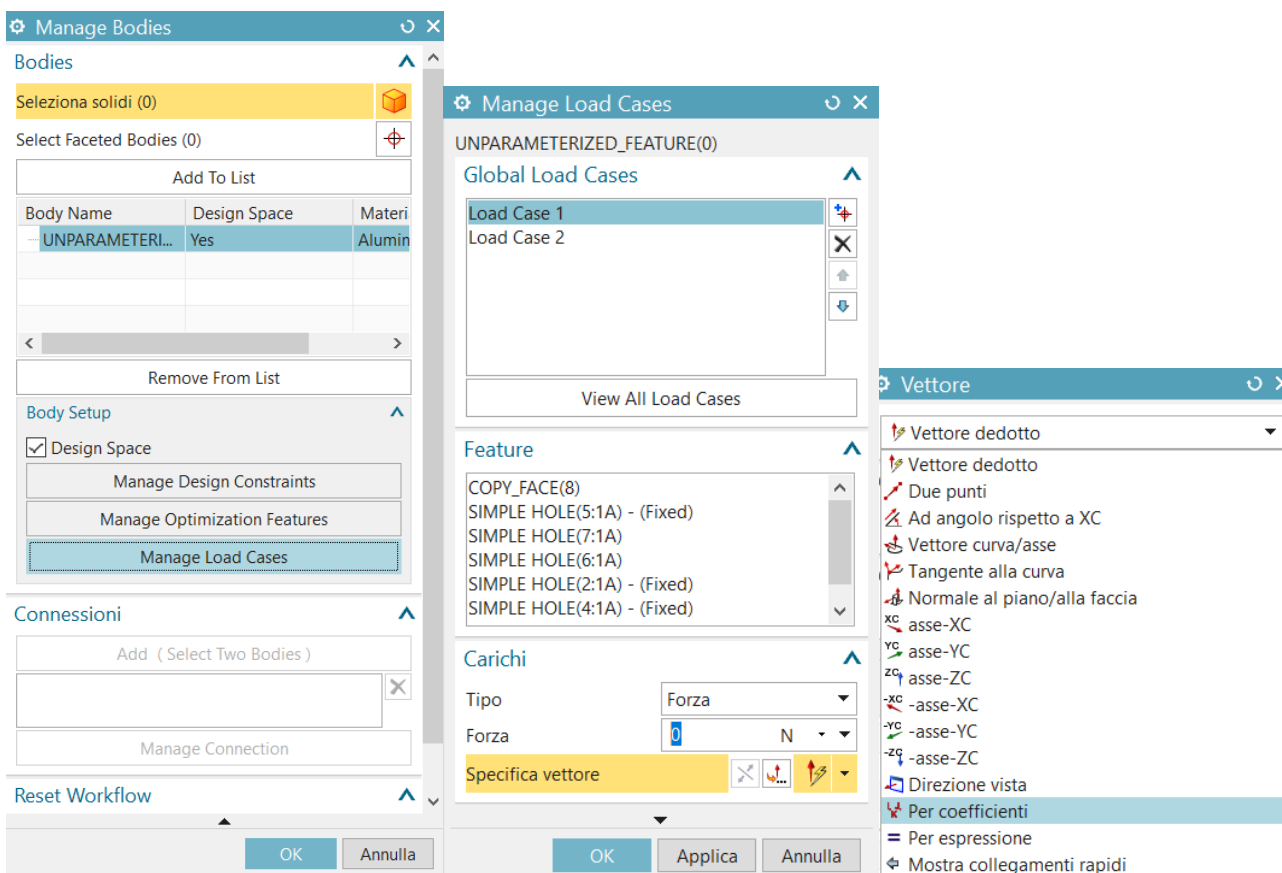 Manage Bodies
Bodies
Seleziona solidi (0)
Select Faceted Bodies (0)
Add To List
Body Name Design Space Materi
UNPARAMETERI... Yes Alumin
Remove From List
Body Setup
Design Space
Manage Design Constraints
Manage Optimization Features
Manage Load Cases
Connessioni
Add ( Select Two Bodies )
Manage Connection
Reset Workflow
OK Annulla
Manage Load Cases
UNPARAMETERIZED_FEATURE(0)
Global Load Cases
Load Case 1
Load Case 2
View All Load Cases
Feature
COPY_FACE(8)
SIMPLE HOLE(5:1A) - (Fixed)
SIMPLE HOLE(7:1A)
SIMPLE HOLE(6:1A)
SIMPLE HOLE(2:1A) - (Fixed)
SIMPLE HOLE(4:1A) - (Fixed)
Carichi
Tipo Forza
Forza 0 N
Specifica vettore
OK Applica Annulla
Vettore
Vettore dedotto
Vettore dedotto
Due punti
Ad angolo rispetto a XC
Vettore curva/asse
Tangente alla curva
Normale al piano/alla faccia
XC asse-XC
YC asse-YC
ZC asse-ZC
-XC -asse-XC
-YC -asse-YC
-ZC -asse-ZC
Direzione vista
Per coefficienti
Per espressione
Mostra collegamenti rapidi